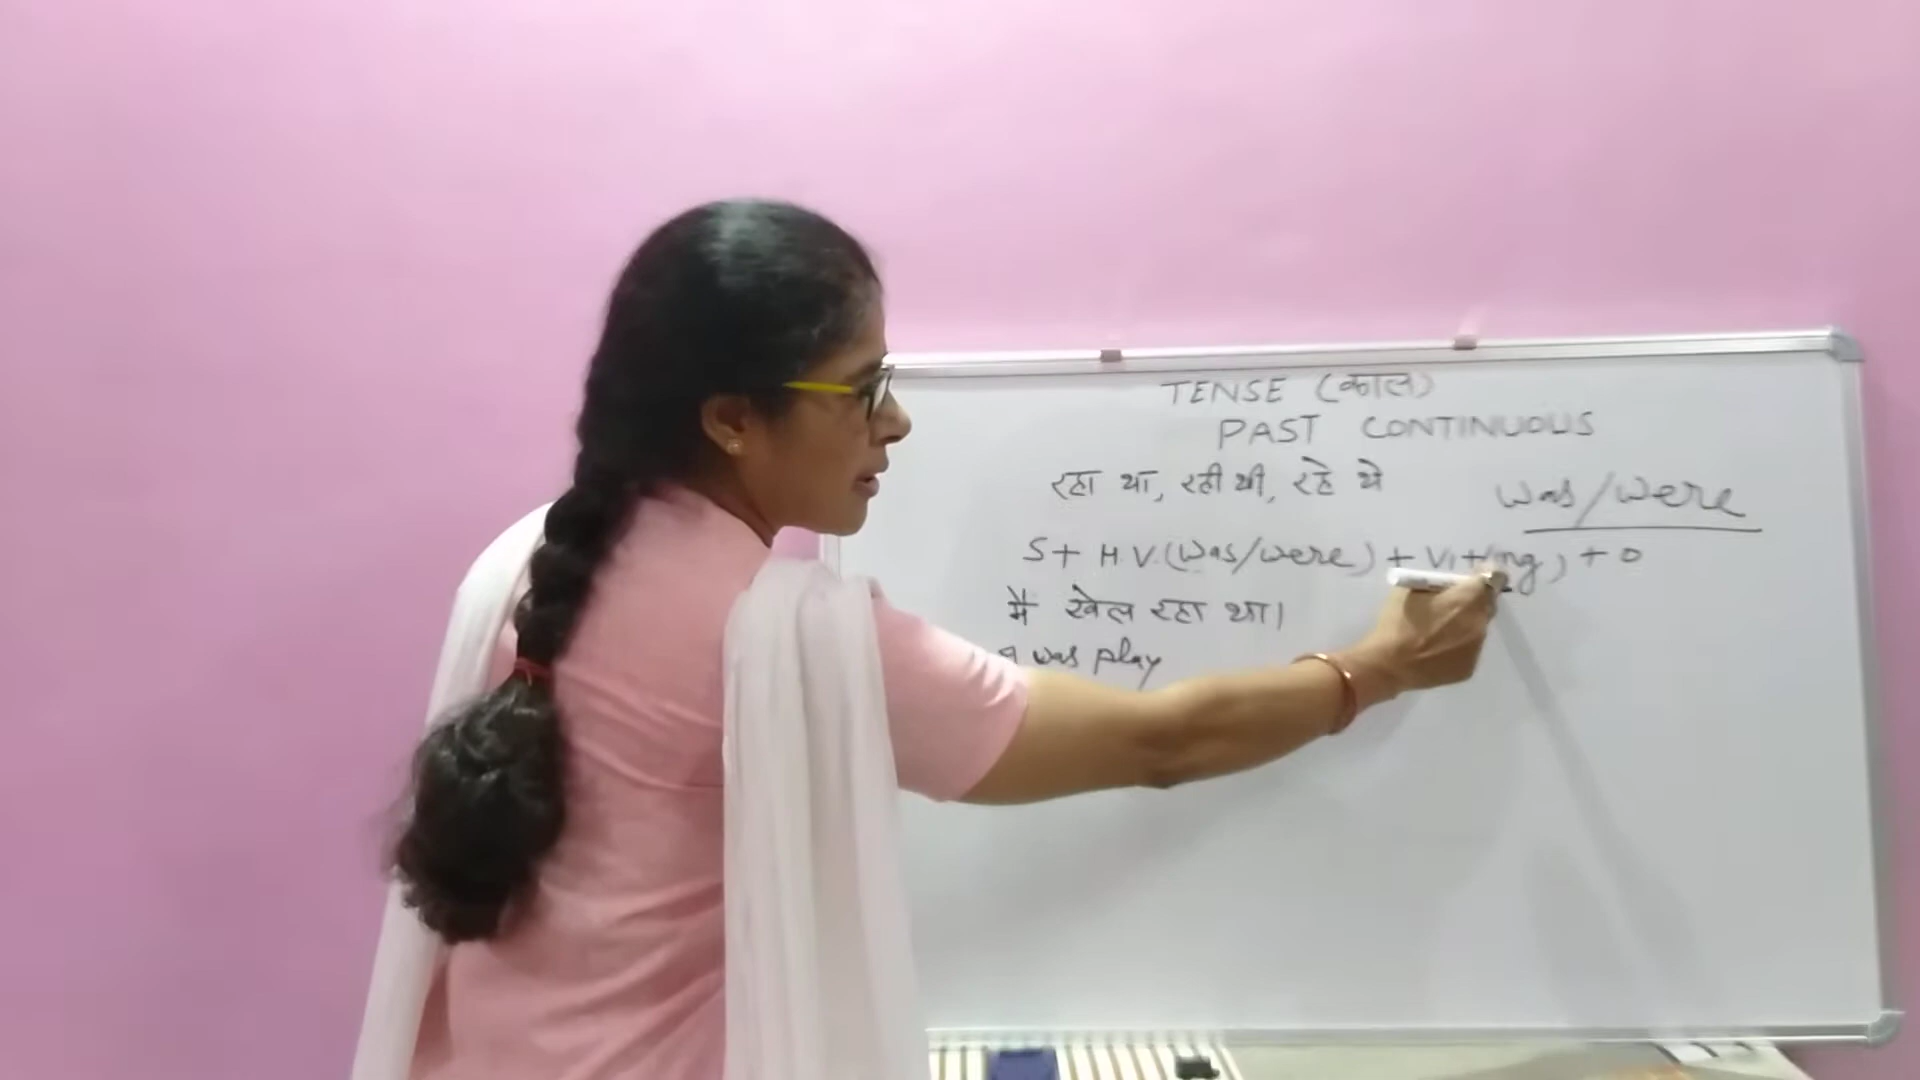 TENSE (काल)
PAST CONTINUOUS
रहा था, रही थी, रहे थे
was/were
S + H.V. (was/were) + V1 + (ing) + O
मैं खेल रहा था।
I was play